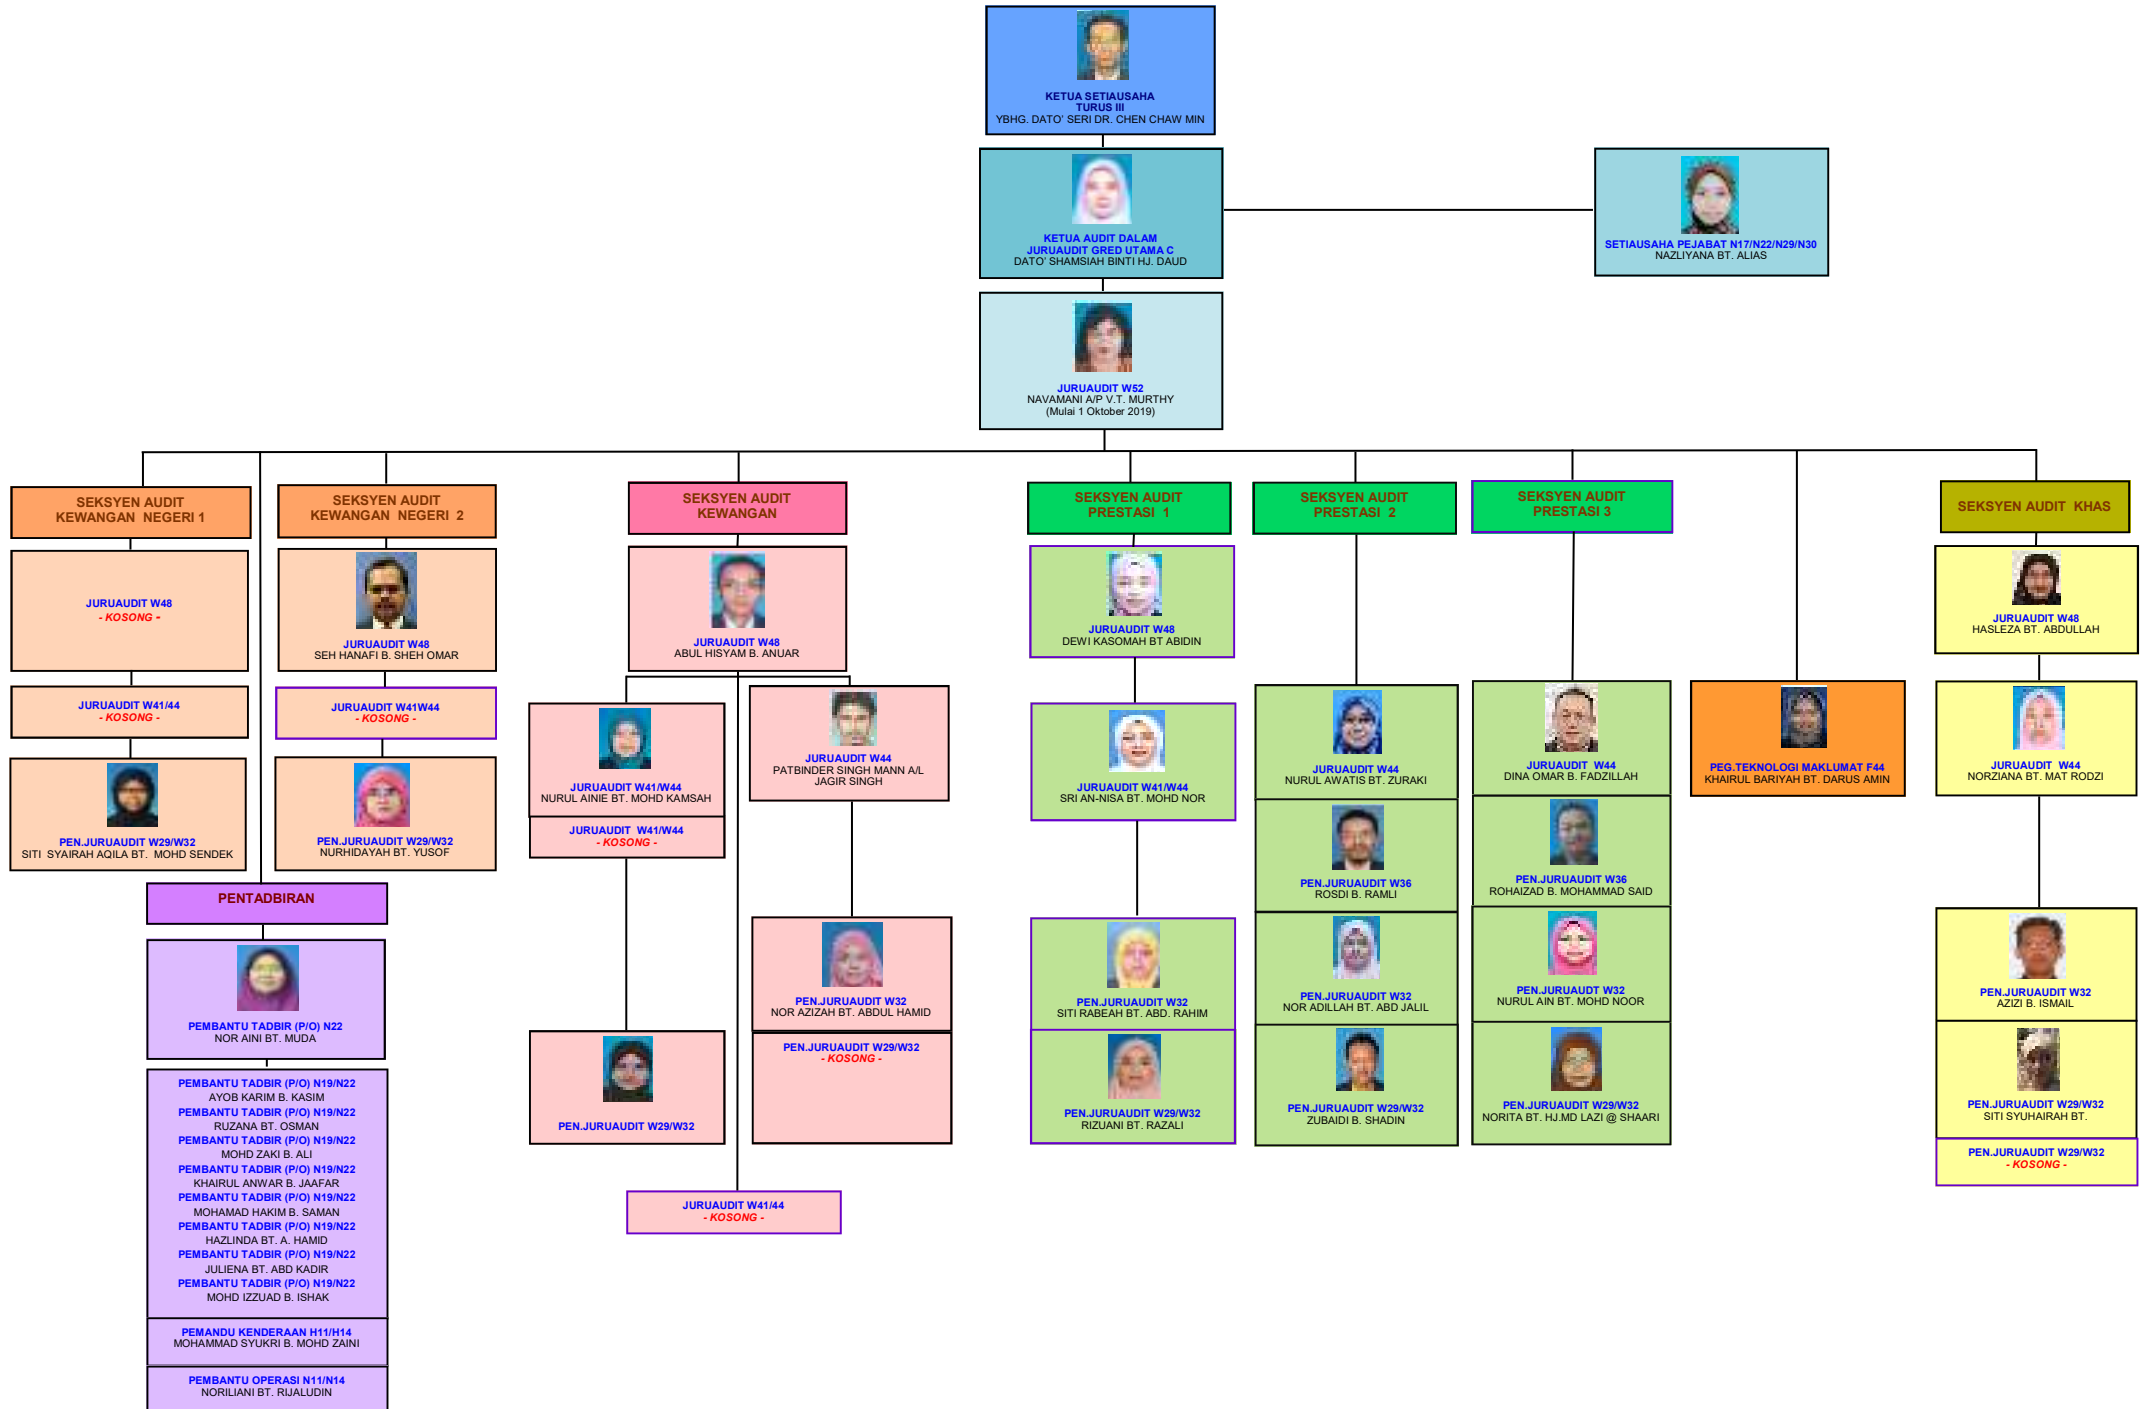 KETUA SETIAUSAHA
TURUS III
YBHG. DATO' SERI DR. CHEN CHAW MIN
KETUA AUDIT DALAM
JURUAUDIT GRED UTAMA C
DATO' SHAMSIAH BINTI HJ. DAUD
SETIAUSAHA PEJABAT N17/N22/N29/N30
NAZLIYANA BT. ALIAS
JURUAUDIT W52
NAVAMANI A/P V.T. MURTHY
(Mulai 1 Oktober 2019)
SEKSYEN AUDIT
KEWANGAN NEGERI 1
JURUAUDIT W48
- KOSONG -
JURUAUDIT W41/44
- KOSONG -
PEN.JURUAUDIT W29/W32
SITI SYAIRAH AQILA BT. MOHD SENDEK
SEKSYEN AUDIT
KEWANGAN NEGERI 2
JURUAUDIT W48
SEH HANAFI B. SHEH OMAR
JURUAUDIT W41W44
- KOSONG -
PEN.JURUAUDIT W29/W32
NURHIDAYAH BT. YUSOF
PENTADBIRAN
PEMBANTU TADBIR (P/O) N22
NOR AINI BT. MUDA
PEMBANTU TADBIR (P/O) N19/N22
AYOB KARIM B. KASIM
PEMBANTU TADBIR (P/O) N19/N22
RUZANA BT. OSMAN
PEMBANTU TADBIR (P/O) N19/N22
MOHD ZAKI B. ALI
PEMBANTU TADBIR (P/O) N19/N22
KHAIRUL ANWAR B. JAAFAR
PEMBANTU TADBIR (P/O) N19/N22
MOHAMAD HAKIM B. SAMAN
PEMBANTU TADBIR (P/O) N19/N22
HAZLINDA BT. A. HAMID
PEMBANTU TADBIR (P/O) N19/N22
JULIENA BT. ABD KADIR
PEMBANTU TADBIR (P/O) N19/N22
MOHD IZZUAD B. ISHAK
PEMANDU KENDERAAN H11/H14
MOHAMMAD SYUKRI B. MOHD ZAINI
PEMBANTU OPERASI N11/N14
NORILIANI BT. RIJALUDIN
SEKSYEN AUDIT
KEWANGAN
JURUAUDIT W48
ABUL HISYAM B. ANUAR
JURUAUDIT W41/W44
NURUL AINIE BT. MOHD KAMSAH
JURUAUDIT W41/W44
- KOSONG -
PEN.JURUAUDIT W29/W32
JURUAUDIT W44
PATBINDER SINGH MANN A/L
JAGIR SINGH
PEN.JURUAUDIT W32
NOR AZIZAH BT. ABDUL HAMID
PEN.JURUAUDIT W29/W32
- KOSONG -
JURUAUDIT W41/44
- KOSONG -
SEKSYEN AUDIT
PRESTASI 1
JURUAUDIT W48
DEWI KASOMAH BT ABIDIN
JURUAUDIT W41/W44
SRI AN-NISA BT. MOHD NOR
PEN.JURUAUDIT W32
SITI RABEAH BT. ABD. RAHIM
PEN.JURUAUDIT W29/W32
RIZUANI BT. RAZALI
SEKSYEN AUDIT
PRESTASI 2
JURUAUDIT W44
NURUL AWATIS BT. ZURAKI
PEN.JURUAUDIT W36
ROSDI B. RAMLI
PEN.JURUAUDIT W32
NOR ADILLAH BT. ABD JALIL
PEN.JURUAUDIT W29/W32
ZUBAIDI B. SHADIN
SEKSYEN AUDIT
PRESTASI 3
JURUAUDIT W44
DINA OMAR B. FADZILLAH
PEN.JURUAUDIT W36
ROHAIZAD B. MOHAMMAD SAID
PEN.JURUAUDT W32
NURUL AIN BT. MOHD NOOR
PEN.JURUAUDIT W29/W32
NORITA BT. HJ.MD LAZI @ SHAARI
PEG.TEKNOLOGI MAKLUMAT F44
KHAIRUL BARIYAH BT. DARUS AMIN
SEKSYEN AUDIT KHAS
JURUAUDIT W48
HASLEZA BT. ABDULLAH
JURUAUDIT W44
NORZIANA BT. MAT RODZI
PEN.JURUAUDIT W32
AZIZI B. ISMAIL
PEN.JURUAUDIT W29/W32
SITI SYUHAIRAH BT.
PEN.JURUAUDIT W29/W32
- KOSONG -